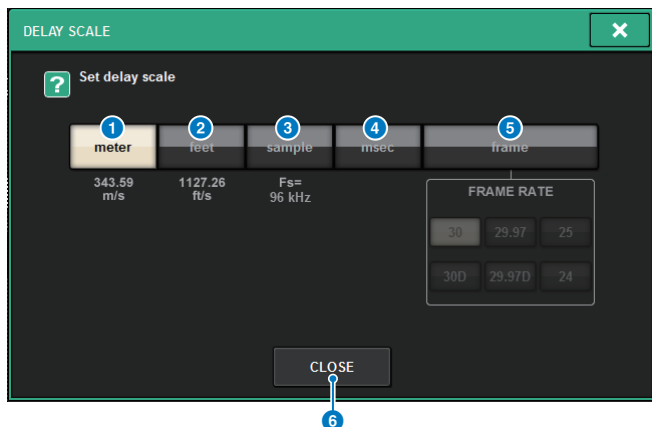 DELAY SCALE
? Set delay scale
1 2 3 4 5
meter feet sample msec frame
343.59 m/s
1127.26 ft/s
Fs= 96 kHz
FRAME RATE
30 29.97 25
30D 29.97D 24
CLOSE
6